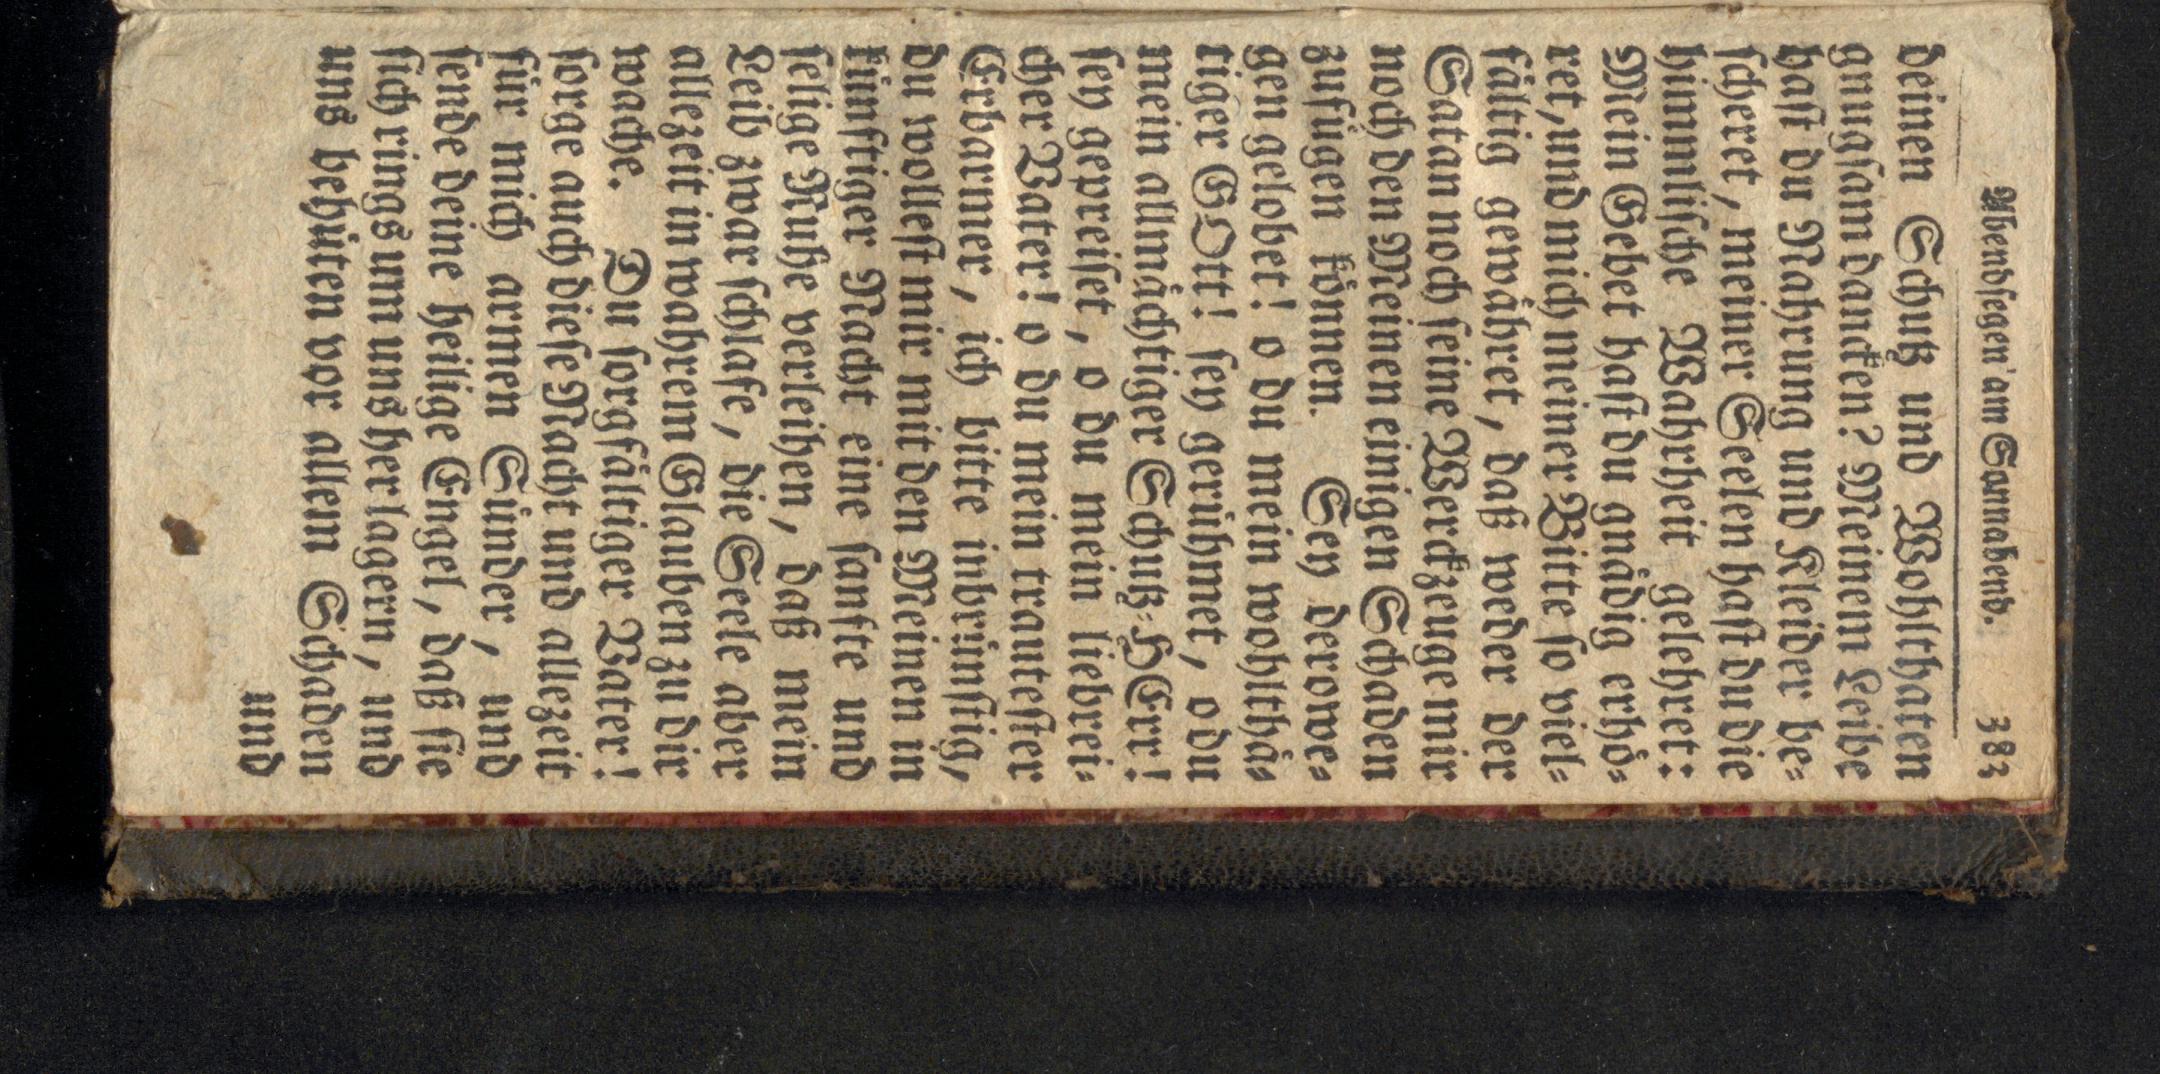 Abendsegen am Sonnabend. 383
deinen Schutz und Wohlthaten
gnugsam dancken? Meinem Leibe
hast du Nahrung und Kleider be⸗
scheret, meiner Seelen hast du die
himmlische Wahrheit gelehret:
Mein Gebet hast du gnådig erhö⸗
ret, und mich meiner Bitte so viel⸗
fåltig gewåhret, daß weder der
Satan noch seine Werckzeuge mir
noch den Meinen einigen Schaden
zufügen können. Sey derowe⸗
gen gelobet! o du mein wohlthå⸗
tiger GOtt! sey gerühmet, o du
mein allmåchtiger Schutz⸗HErr!
sey gepreiset, o du mein liebrei⸗
cher Vater! o du mein trautester
Erbarmer, ich bitte inbrünstig,
du wollest mir mit den Meinen in
künftiger Nacht eine sanfte und
selige Ruhe verleihen, daß mein
Leib zwar schlafe, die Seele aber
allezeit in wahrem Glauben zu dir
wache. Du sorgfåltiger Vater!
sorge auch diese Nacht und allezeit
für mich armen Sünder, und
sende deine heilige Engel, daß sie
sich rings um uns her lagern, und
uns behüten vor allem Schaden
und